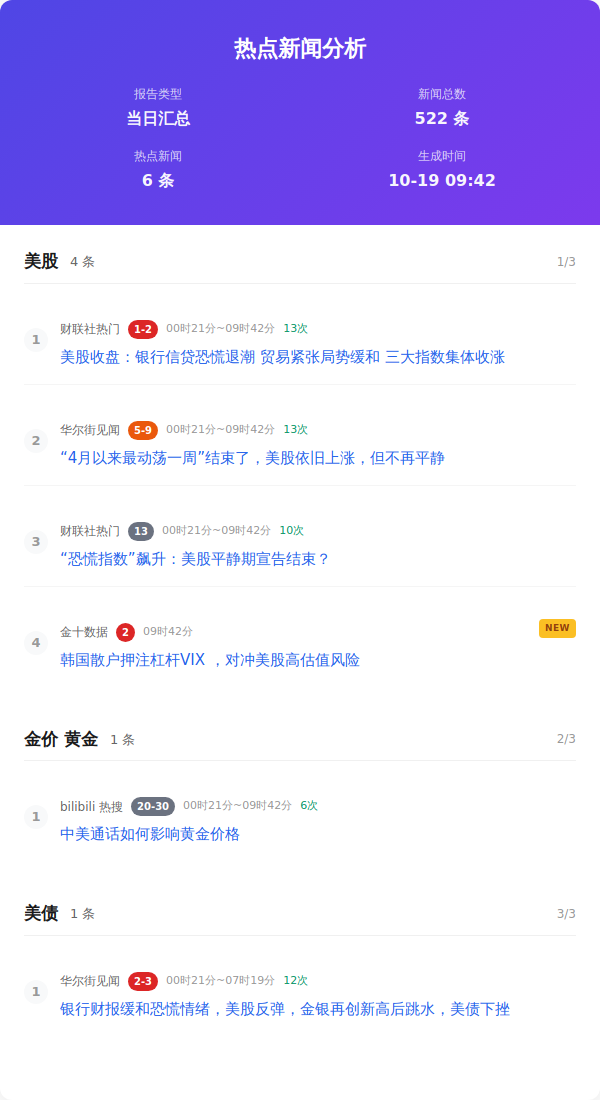 热点新闻分析
报告类型
新闻总数
当日汇总
522 条
热点新闻
生成时间
6 条
10-19 09:42
美股 4 条 1/3
1
财联社热门 1-2 00时21分~09时42分 13次
美股收盘：银行信贷恐慌退潮 贸易紧张局势缓和 三大指数集体收涨
2
华尔街见闻 5-9 00时21分~09时42分 13次
“4月以来最动荡一周”结束了，美股依旧上涨，但不再平静
3
财联社热门 13 00时21分~09时42分 10次
“恐慌指数”飙升：美股平静期宣告结束？
4
金十数据 2 09时42分 NEW
韩国散户押注杠杆VIX ，对冲美股高估值风险
金价 黄金 1 条 2/3
1
bilibili 热搜 20-30 00时21分~09时42分 6次
中美通话如何影响黄金价格
美债 1 条 3/3
1
华尔街见闻 2-3 00时21分~07时19分 12次
银行财报缓和恐慌情绪，美股反弹，金银再创新高后跳水，美债下挫